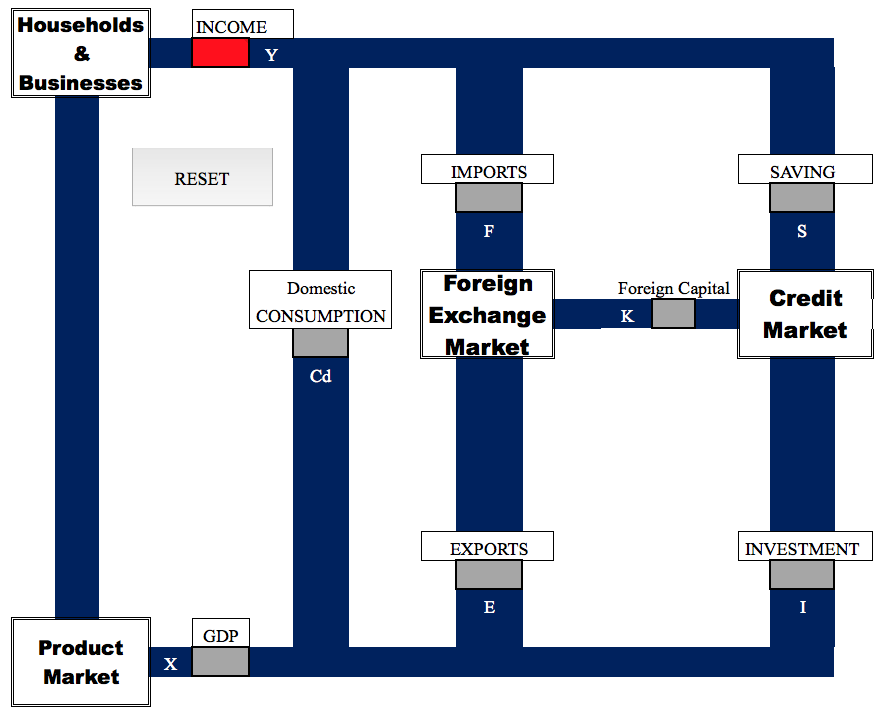 Households
&
Businesses
INCOME
Y
RESET
IMPORTS
F
SAVING
S
Domestic
CONSUMPTION
Cd
Foreign
Exchange
Market
Foreign Capital
K
Credit
Market
EXPORTS
E
INVESTMENT
I
Product
Market
X
GDP